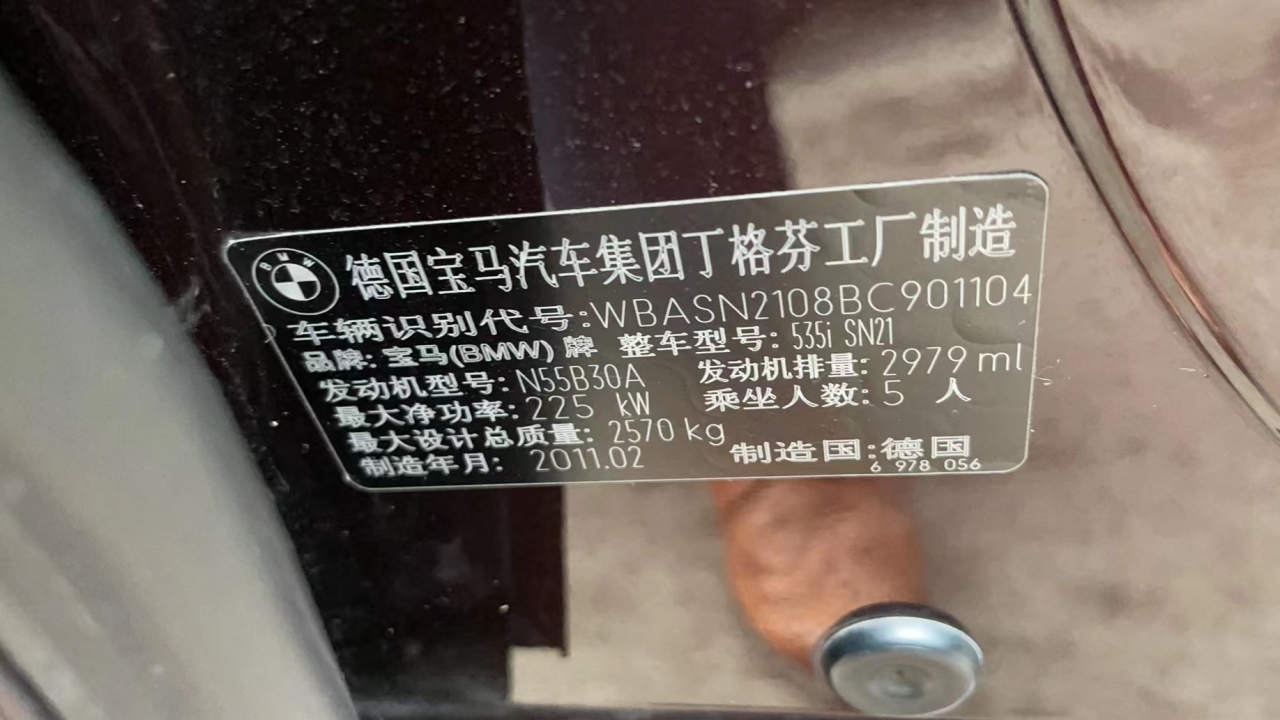 BMW
德国宝马汽车集团丁格芬工厂制造
车辆识别代号:WBASN2108BC901104
品牌: 宝马(BMW) 牌 整车型号: 535i SN21
发动机型号: N55B30A 发动机排量: 2979 ml
最大净功率: 225 kW 乘坐人数: 5 人
最大设计总质量: 2570 kg
制造年月: 2011.02 制造国:德国
6 978 056